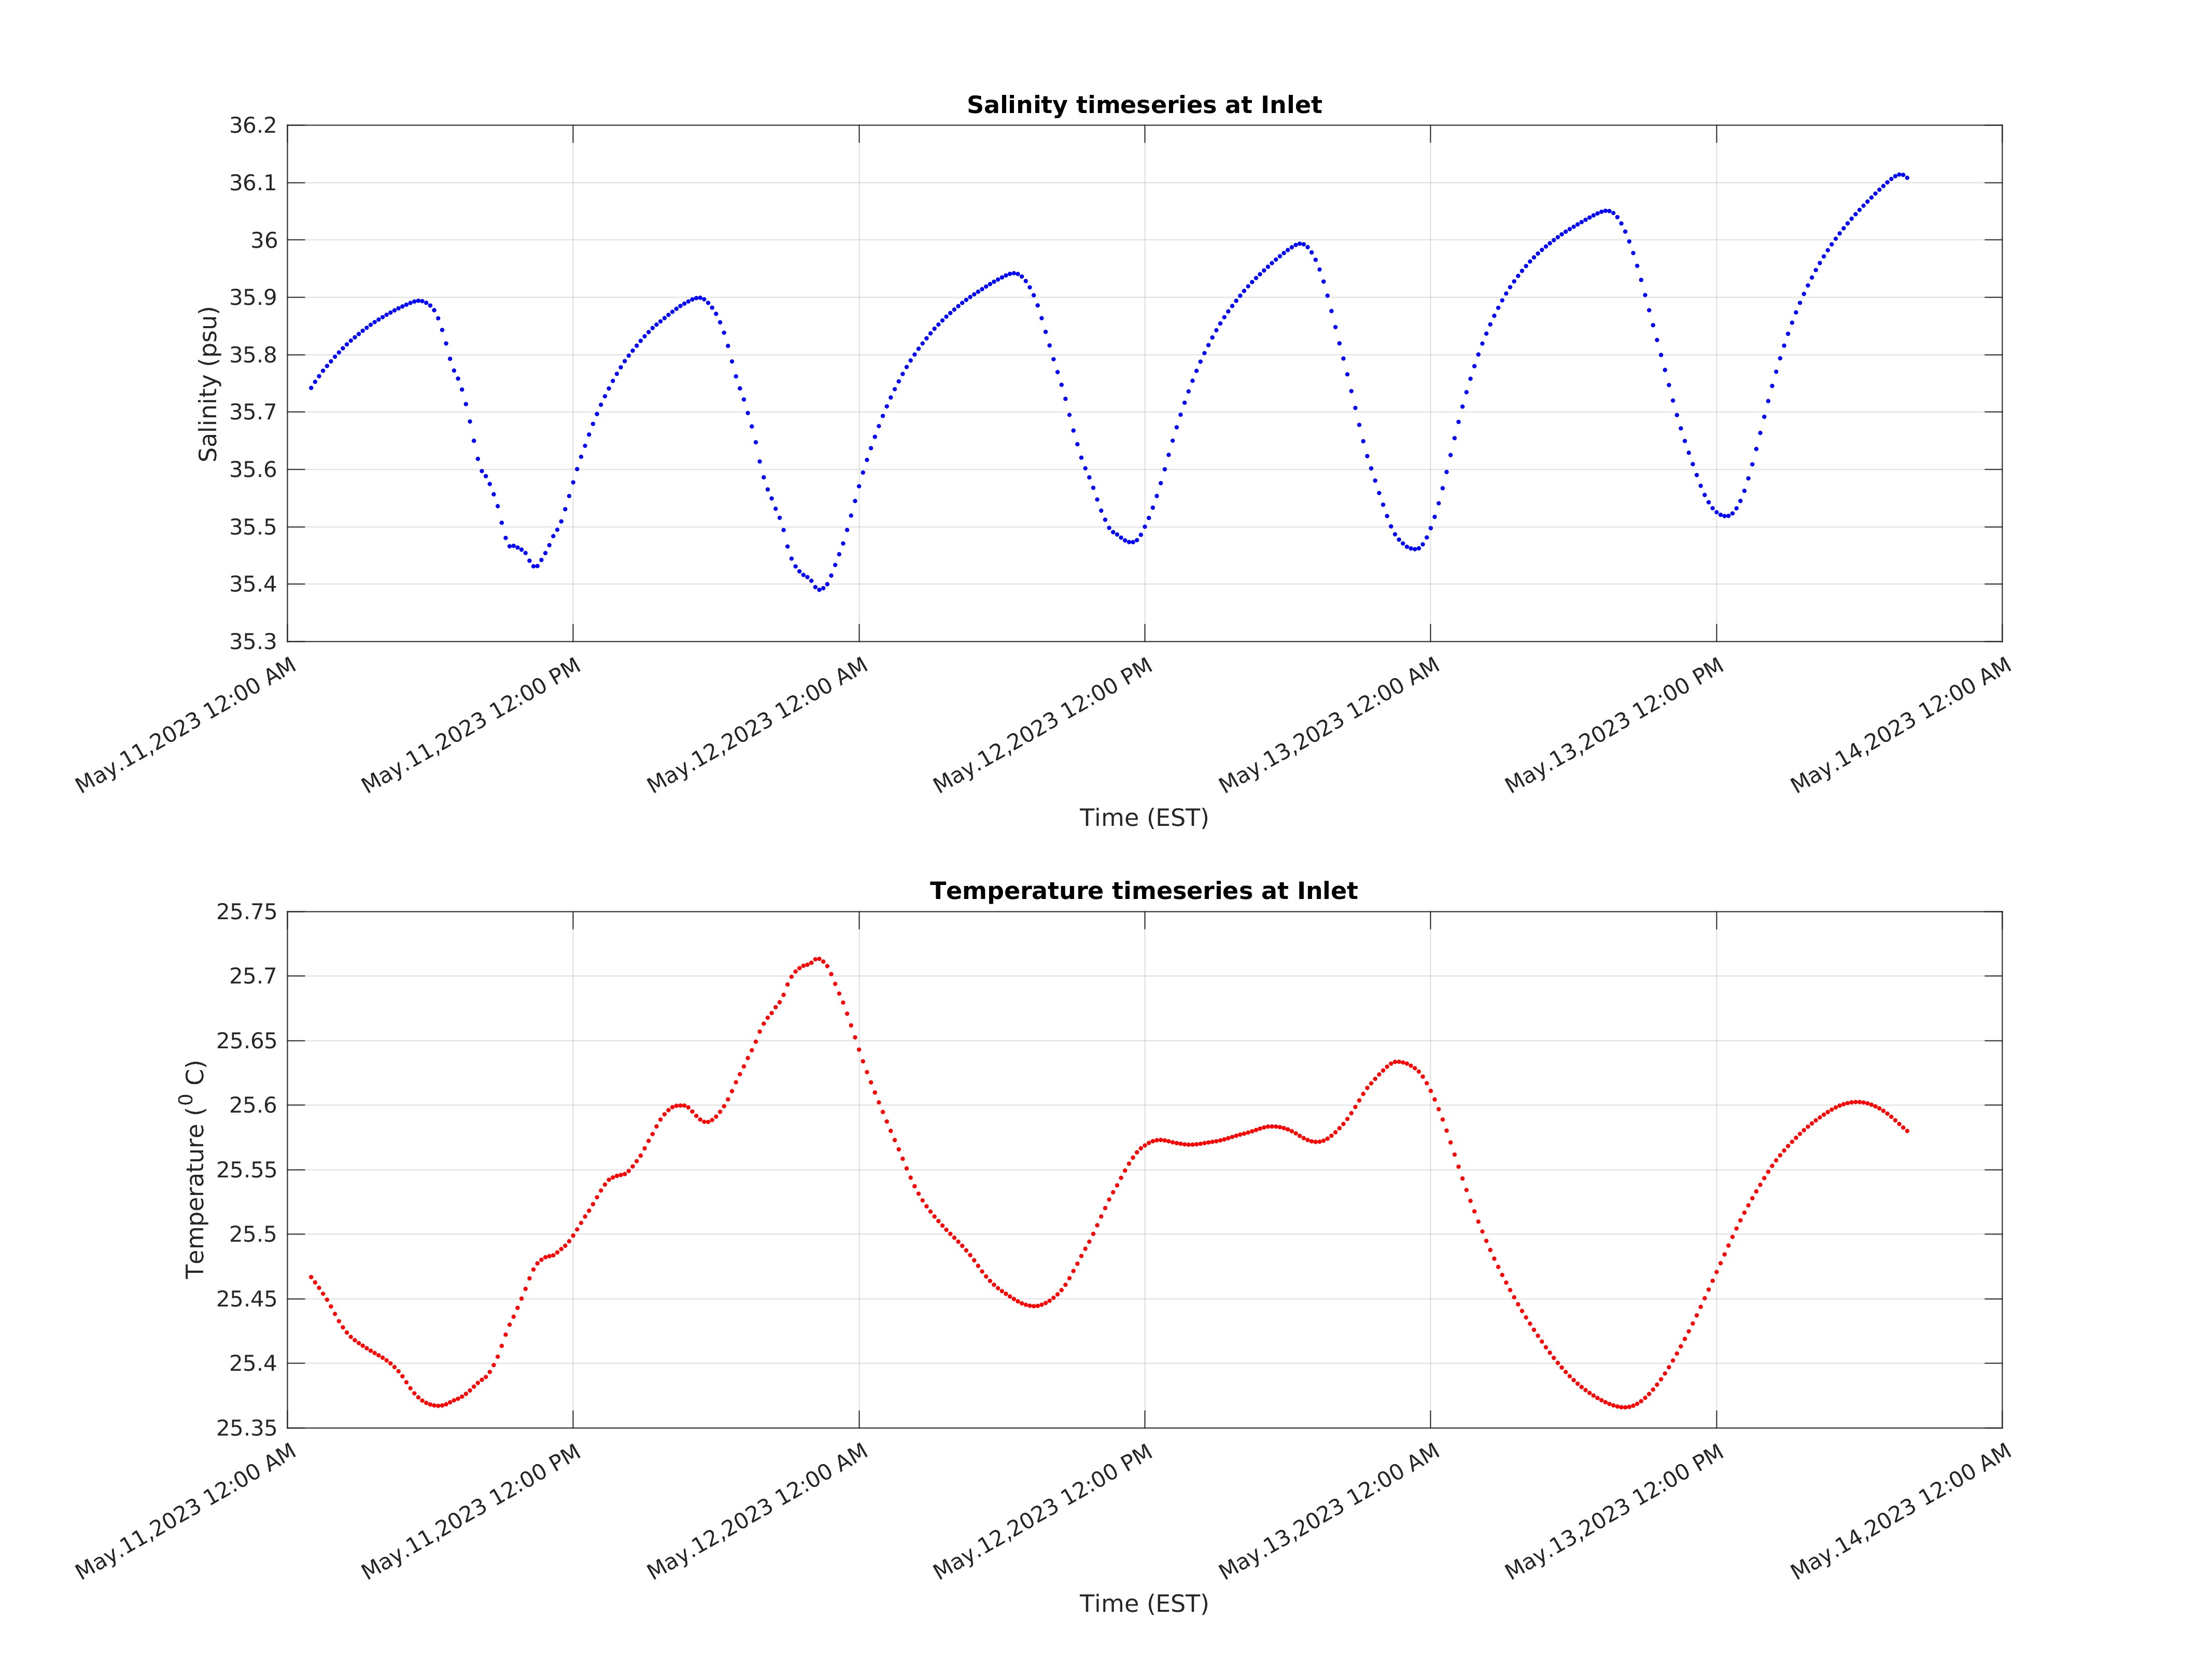 Salinity timeseries at Inlet
36.2
36.1
36
35.9
35.8
35.7
35.6
35.5
35.4
35.3
Salinity (psu)
May.11,2023 12:00 AM
May.11,2023 12:00 PM
May.12,2023 12:00 AM
May.12,2023 12:00 PM
May.13,2023 12:00 AM
May.13,2023 12:00 PM
May.14,2023 12:00 AM
Time (EST)
Temperature timeseries at Inlet
25.75
25.7
25.65
25.6
25.55
25.5
25.45
25.4
25.35
Temperature (⁰ C)
May.11,2023 12:00 AM
May.11,2023 12:00 PM
May.12,2023 12:00 AM
May.12,2023 12:00 PM
May.13,2023 12:00 AM
May.13,2023 12:00 PM
May.14,2023 12:00 AM
Time (EST)